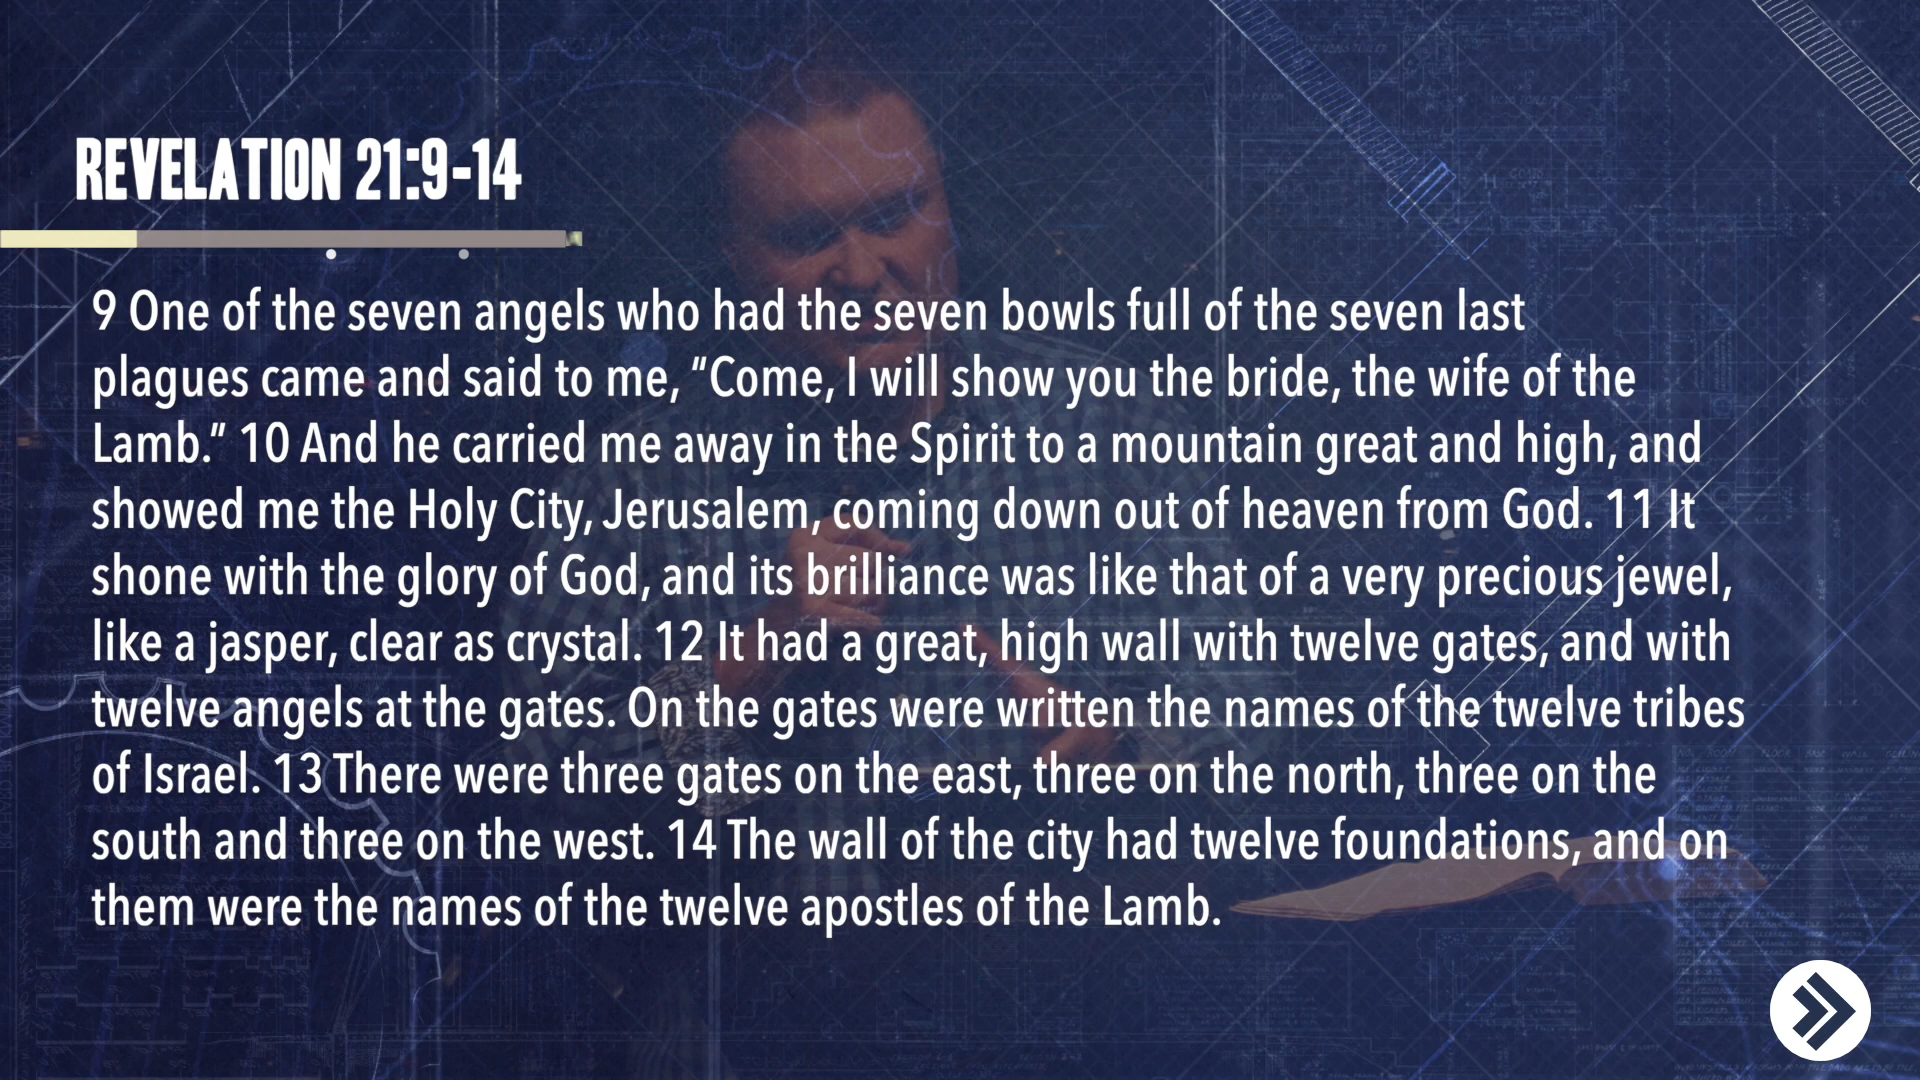 REVELATION 21:9-14
9 One of the seven angels who had the seven bowls full of the seven last
plagues came and said to me, “Come, I will show you the bride, the wife of the
Lamb.” 10 And he carried me away in the Spirit to a mountain great and high, and
showed me the Holy City, Jerusalem, coming down out of heaven from God. 11 It
shone with the glory of God, and its brilliance was like that of a very precious jewel,
like a jasper, clear as crystal. 12 It had a great, high wall with twelve gates, and with
twelve angels at the gates. On the gates were written the names of the twelve tribes
of Israel. 13 There were three gates on the east, three on the north, three on the
south and three on the west. 14 The wall of the city had twelve foundations, and on
them were the names of the twelve apostles of the Lamb.